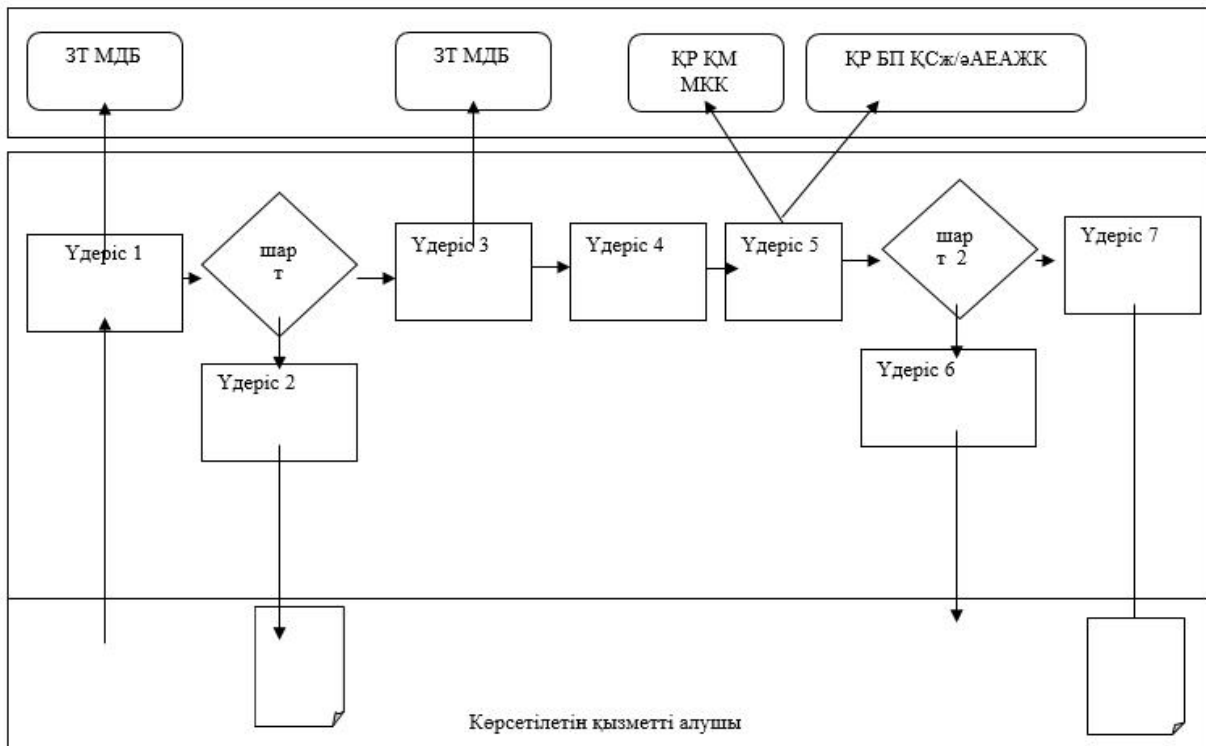 ЗТ МДБ
ЗТ МДБ
ҚР ҚМ
МКК
ҚР БП ҚСж/әАЕАЖК
Үдеріс 1
шар
т
Үдеріс 3
Үдеріс 4
Үдеріс 5
шар
т 2
Үдеріс 7
Үдеріс 2
Үдеріс 6
Көрсетілетін қызметті алушы